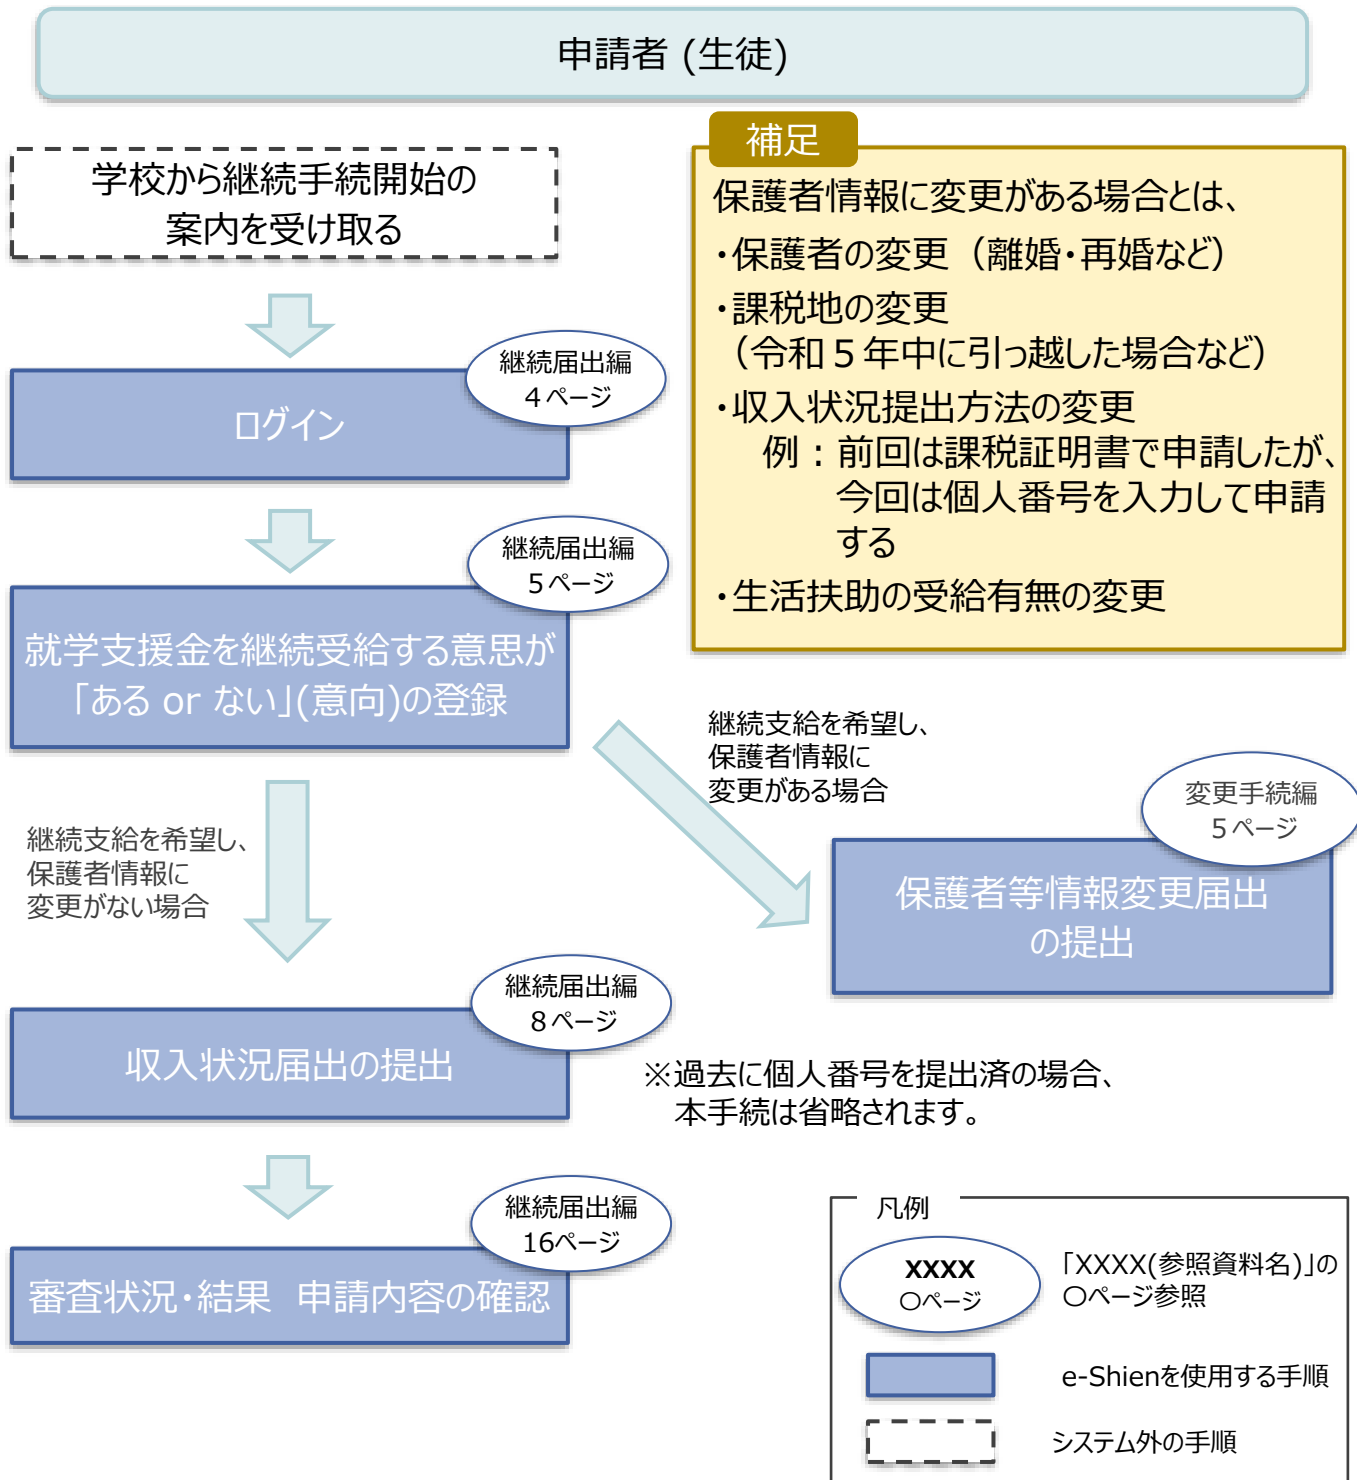 申請者 (生徒)
学校から継続手続開始の
案内を受け取る
補足
保護者情報に変更がある場合とは、
・保護者の変更（離婚・再婚など）
・課税地の変更
（令和５年中に引っ越した場合など）
・収入状況提出方法の変更
例：前回は課税証明書で申請したが、
今回は個人番号を入力して申請
する
・生活扶助の受給有無の変更
継続届出編
４ページ
ログイン
継続届出編
５ページ
就学支援金を継続受給する意思が
「ある or ない」(意向)の登録
継続支給を希望し、
保護者情報に
変更がある場合
変更手続編
５ページ
保護者等情報変更届出
の提出
継続支給を希望し、
保護者情報に
変更がない場合
継続届出編
８ページ
収入状況届出の提出
※過去に個人番号を提出済の場合、
本手続は省略されます。
継続届出編
16ページ
審査状況・結果　申請内容の確認
凡例
XXXX
〇ページ
「XXXX(参照資料名)」の
〇ページ参照
e-Shienを使用する手順
システム外の手順